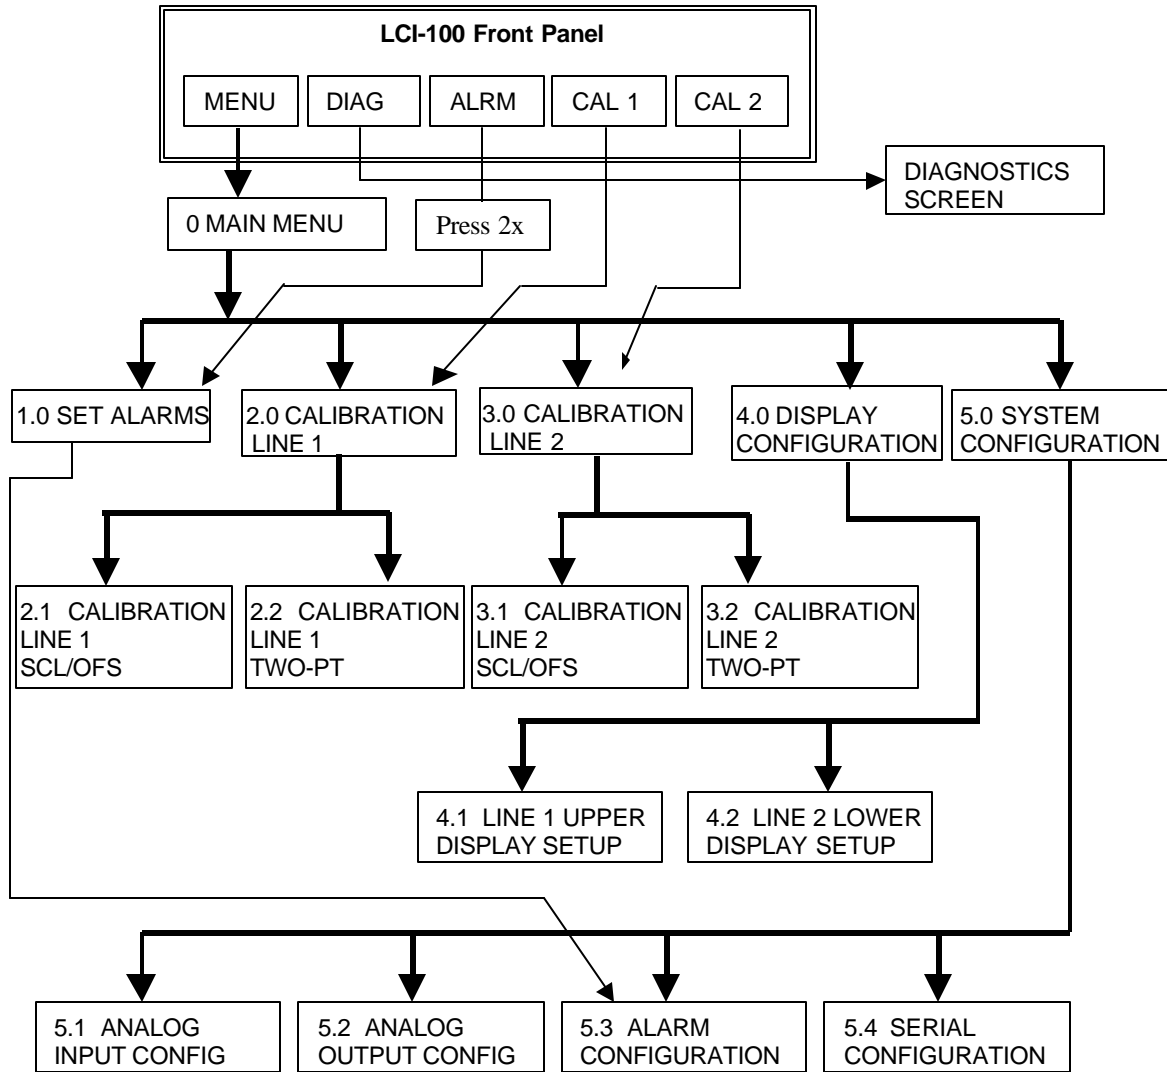 LCI-100 Front Panel
MENU
DIAG
ALRM
CAL 1
CAL 2
DIAGNOSTICS
SCREEN
0 MAIN MENU
Press 2x
1.0 SET ALARMS
2.0 CALIBRATION
LINE 1
3.0 CALIBRATION
LINE 2
4.0 DISPLAY
CONFIGURATION
5.0 SYSTEM
CONFIGURATION
2.1 CALIBRATION
LINE 1
SCL/OFS
2.2 CALIBRATION
LINE 1
TWO-PT
3.1 CALIBRATION
LINE 2
SCL/OFS
3.2 CALIBRATION
LINE 2
TWO-PT
4.1 LINE 1 UPPER
DISPLAY SETUP
4.2 LINE 2 LOWER
DISPLAY SETUP
5.1 ANALOG
INPUT CONFIG
5.2 ANALOG
OUTPUT CONFIG
5.3 ALARM
CONFIGURATION
5.4 SERIAL
CONFIGURATION